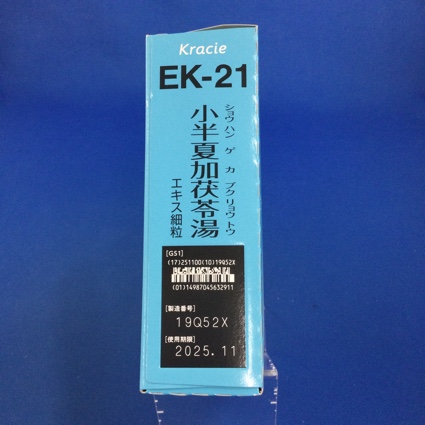 Kracie
EK-21
ショウハンゲカブクリョウトウ
小半夏加茯苓湯
エキス細粒
[GS1]
(17)251100(10)19Q52X
(01)14987045632911
[製造番号]
19Q52X
[使用期限]
2025.11